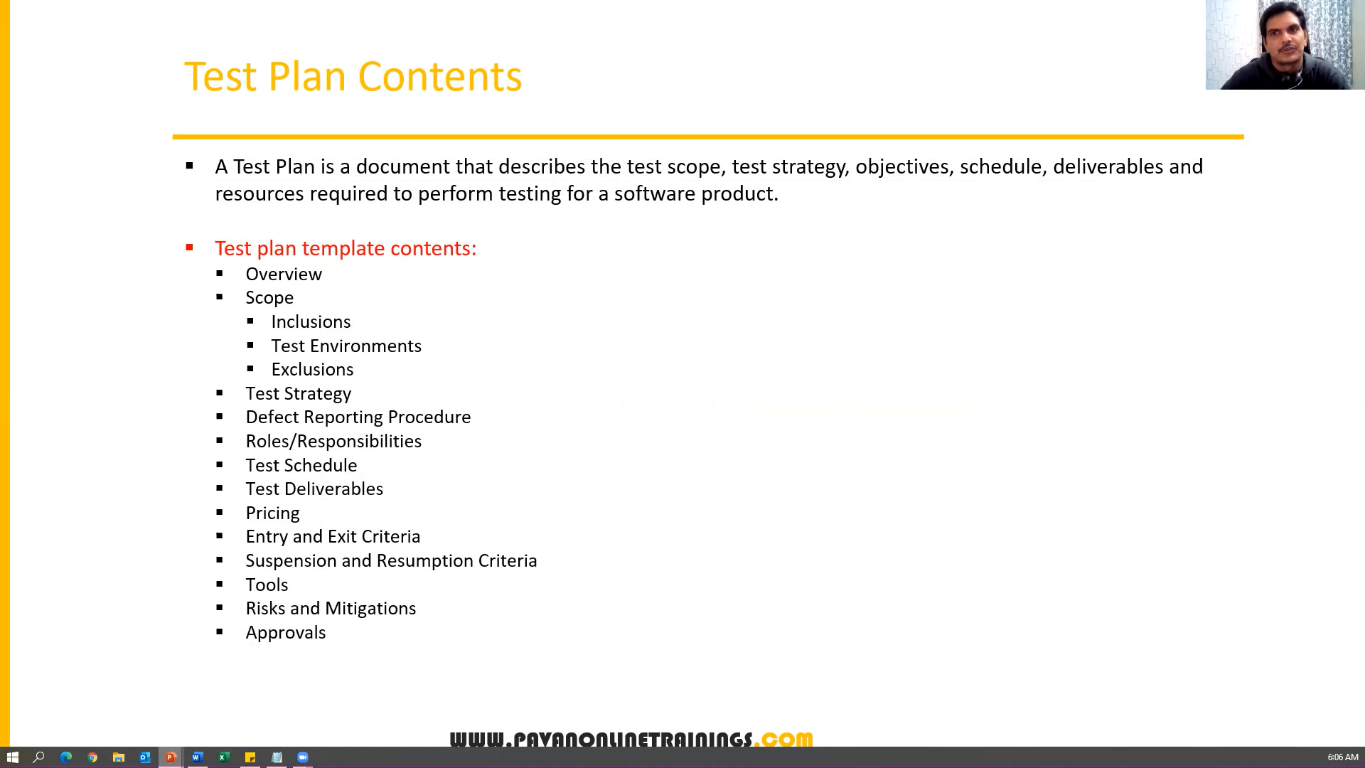 Test Plan Contents
▪ A Test Plan is a document that describes the test scope, test strategy, objectives, schedule, deliverables and
resources required to perform testing for a software product.
▪ Test plan template contents:
▪ Overview
▪ Scope
▪ Inclusions
▪ Test Environments
▪ Exclusions
▪ Test Strategy
▪ Defect Reporting Procedure
▪ Roles/Responsibilities
▪ Test Schedule
▪ Test Deliverables
▪ Pricing
▪ Entry and Exit Criteria
▪ Suspension and Resumption Criteria
▪ Tools
▪ Risks and Mitigations
▪ Approvals
WWW.PAVANONLINETRAININGS.COM
6:06 AM